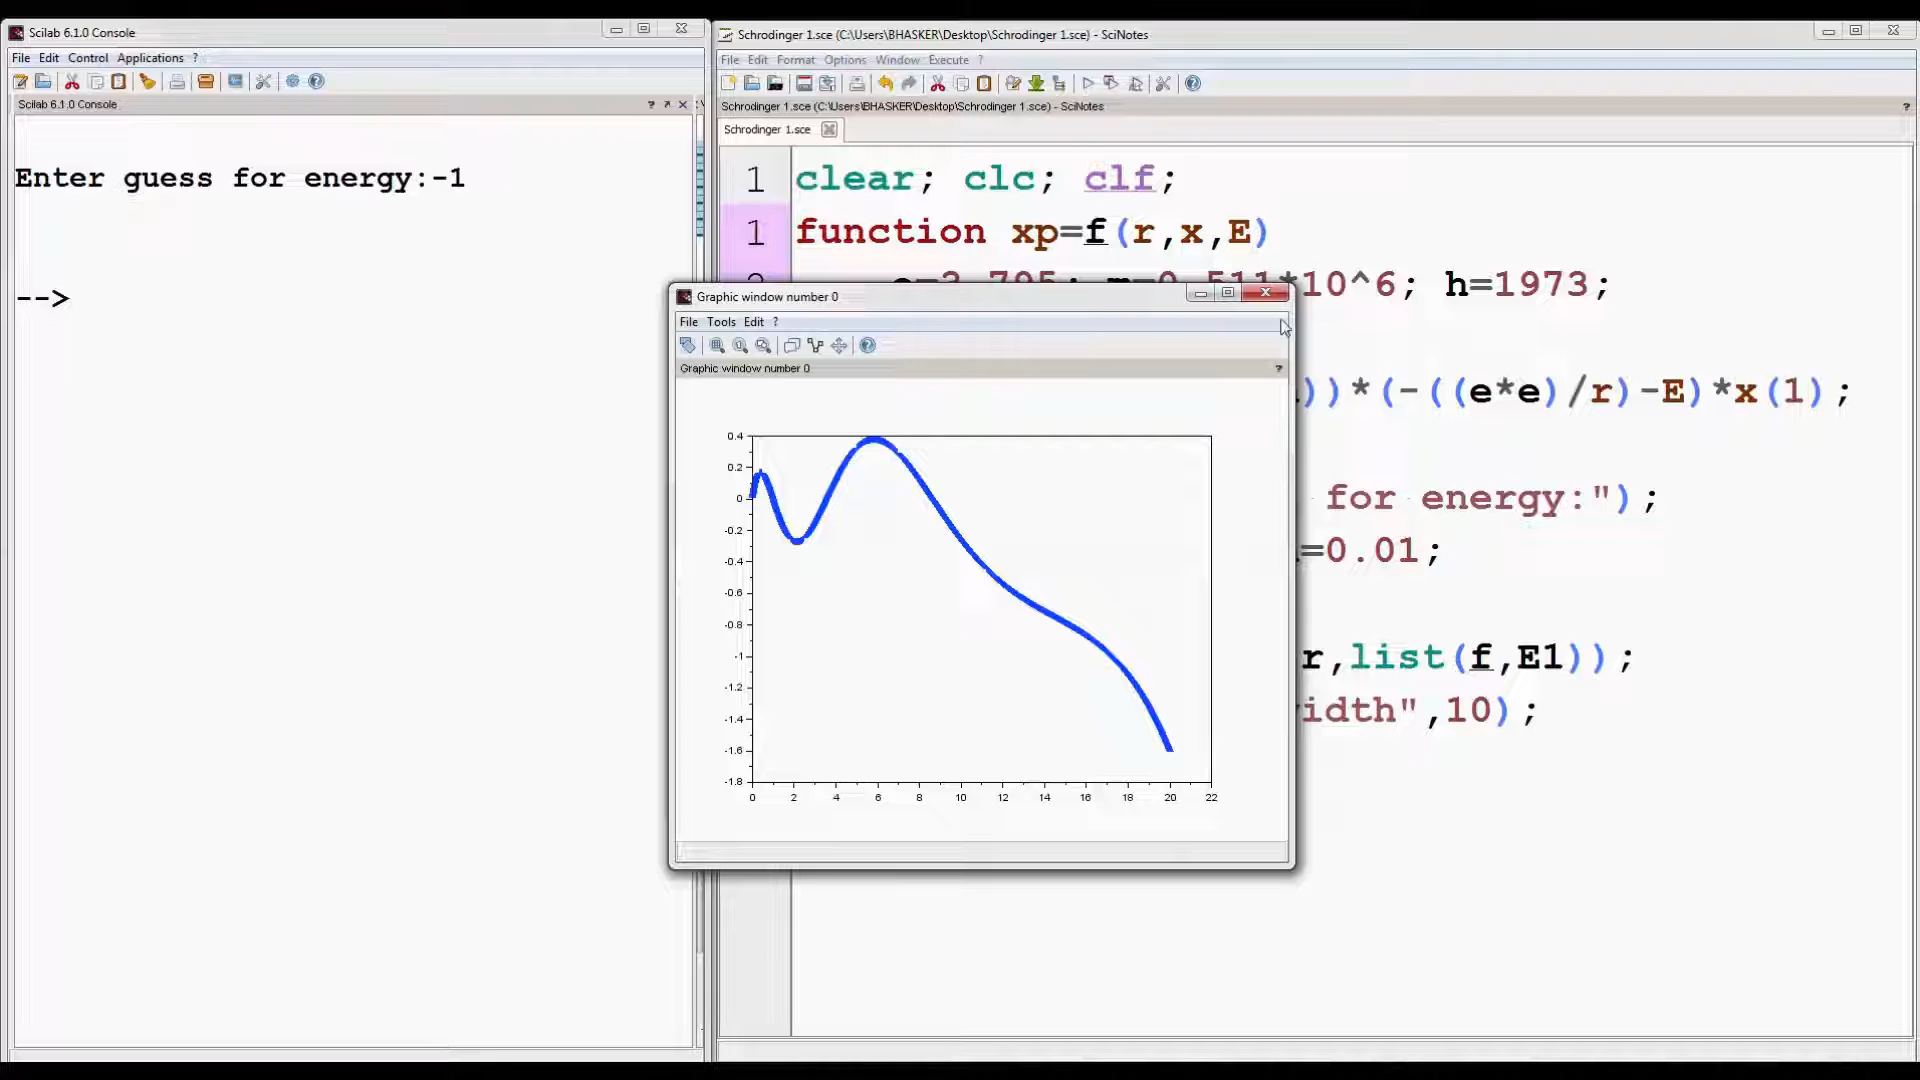 Scilab 6.1.0 Console
File Edit Control Applications ?
Scilab 6.1.0 Console
? ↗ ×
Enter guess for energy:-1
-->
Schrodinger 1.sce (C:\Users\BHASKER\Desktop\Schrodinger 1.sce) - SciNotes
File Edit Format Options Window Execute ?
Schrodinger 1.sce (C:\Users\BHASKER\Desktop\Schrodinger 1.sce) - SciNotes
?
Schrodinger 1.sce
1 clear; clc; clf;
1 function xp=f(r,x,E)
*10^6; h=1973;
))*(-((e*e)/r)-E)*x(1);
for energy:");
=0.01;
r,list(f,E1));
idth",10);
Graphic window number 0
File Tools Edit ?
Graphic window number 0
?
0.4
0.2
0
-0.2
-0.4
-0.6
-0.8
-1
-1.2
-1.4
-1.6
-1.8
0 2 4 6 8 10 12 14 16 18 20 22